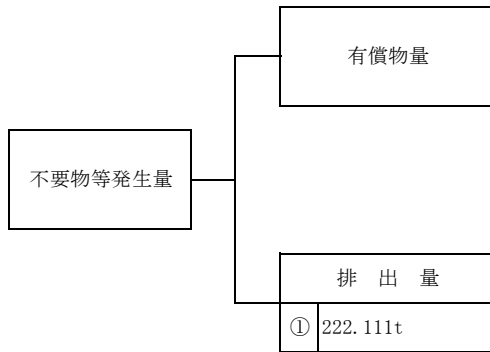 有償物量
不要物等発生量
排 出 量
① 222.111t